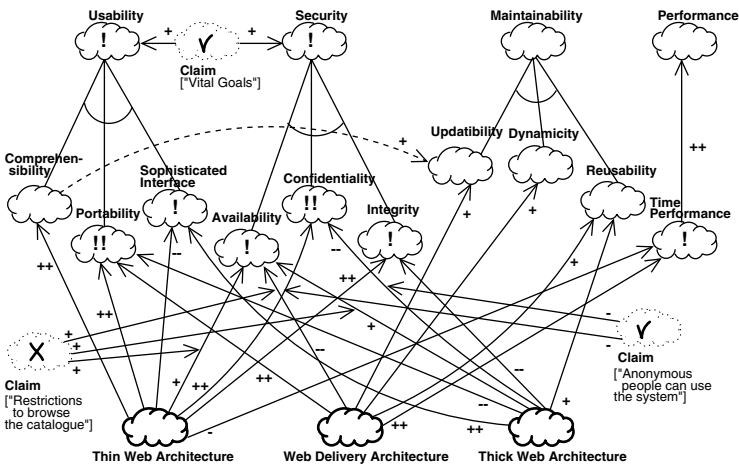 Usability
Security
Maintainability
Performance
!
+
+
!
Claim
["Vital Goals"]
+
++
Comprehen-
sibility
Sophisticated
Interface
!
Confidentiality
!!
Updatibility
Dynamicity
Reusability
Portability
!!
Availability
!
Integrity
!
Time
Performance
!
++
--
--
++
+
+
+
++
+
+
+
+
-
-
--
--
X
Claim
["Restrictions
to browse
the catalogue"]
Claim
["Anonymous
people can use
the system"]
+
++
++
-
++
--
++
+
Thin Web Architecture
Web Delivery Architecture
Thick Web Architecture